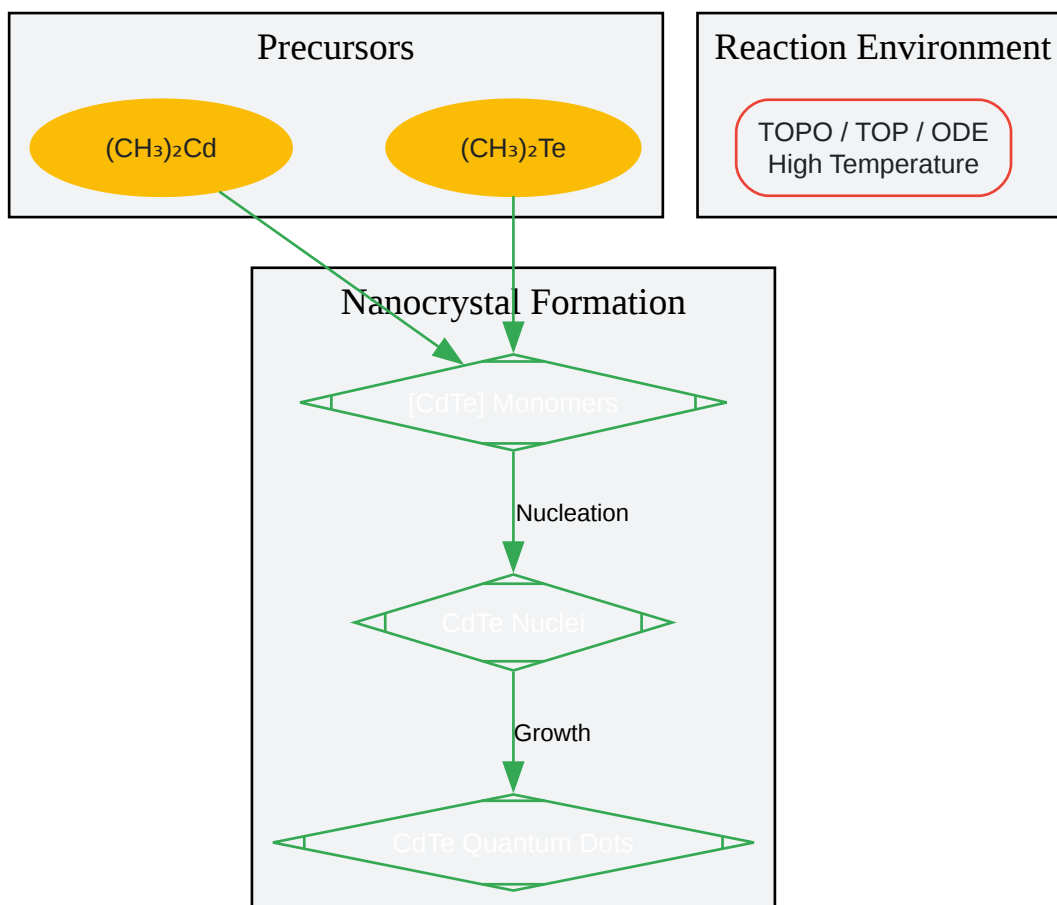 Precursors
Reaction Environment
(CH₃)₂Cd
(CH₃)₂Te
TOPO / TOP / ODE
High Temperature
Nanocrystal Formation
[CdTe] Monomers
Nucleation
CdTe Nuclei
Growth
CdTe Quantum Dots